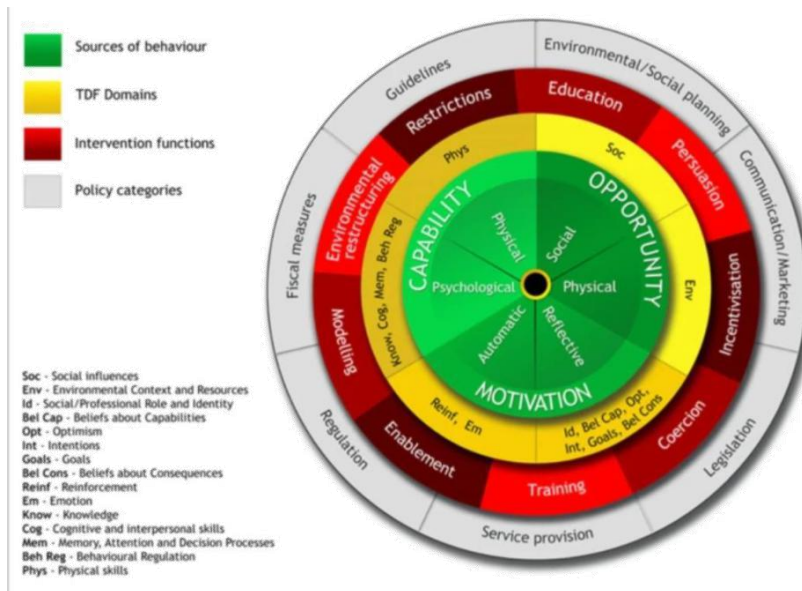 Sources of behaviour
TDF Domains
Intervention functions
Policy categories
Soc - Social influences
Env - Environmental Context and Resources
Id - Social/Professional Role and Identity
Bel Cap - Beliefs about Capabilities
Opt - Optimism
Int - Intentions
Goals - Goals
Bel Cons - Beliefs about Consequences
Reinf - Reinforcement
Em - Emotion
Know - Knowledge
Cog - Cognitive and interpersonal skills
Mem - Memory, Attention and Decision Processes
Beh Reg - Behavioural Regulation
Phys - Physical skills
Guidelines
Environmental/Social planning
Communication/Marketing
Legislation
Service provision
Regulation
Fiscal measures
Restrictions
Education
Persuasion
Incentivisation
Coercion
Training
Enablement
Modelling
Environmental
restructuring
Phys
Soc
Env
Id, Bel Cap, Opt,
Int, Goals, Bel Cons
Reinf, Em
Know, Cog, Mem, Beh Reg
CAPABILITY
OPPORTUNITY
MOTIVATION
Physical
Social
Psychological
Physical
Automatic
Reflective